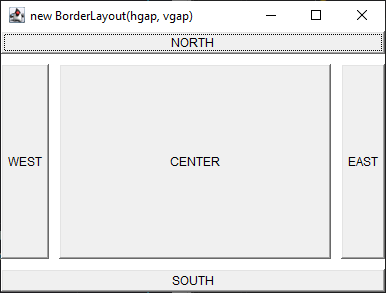 new BorderLayout(hgap, vgap)
NORTH
WEST
CENTER
EAST
SOUTH